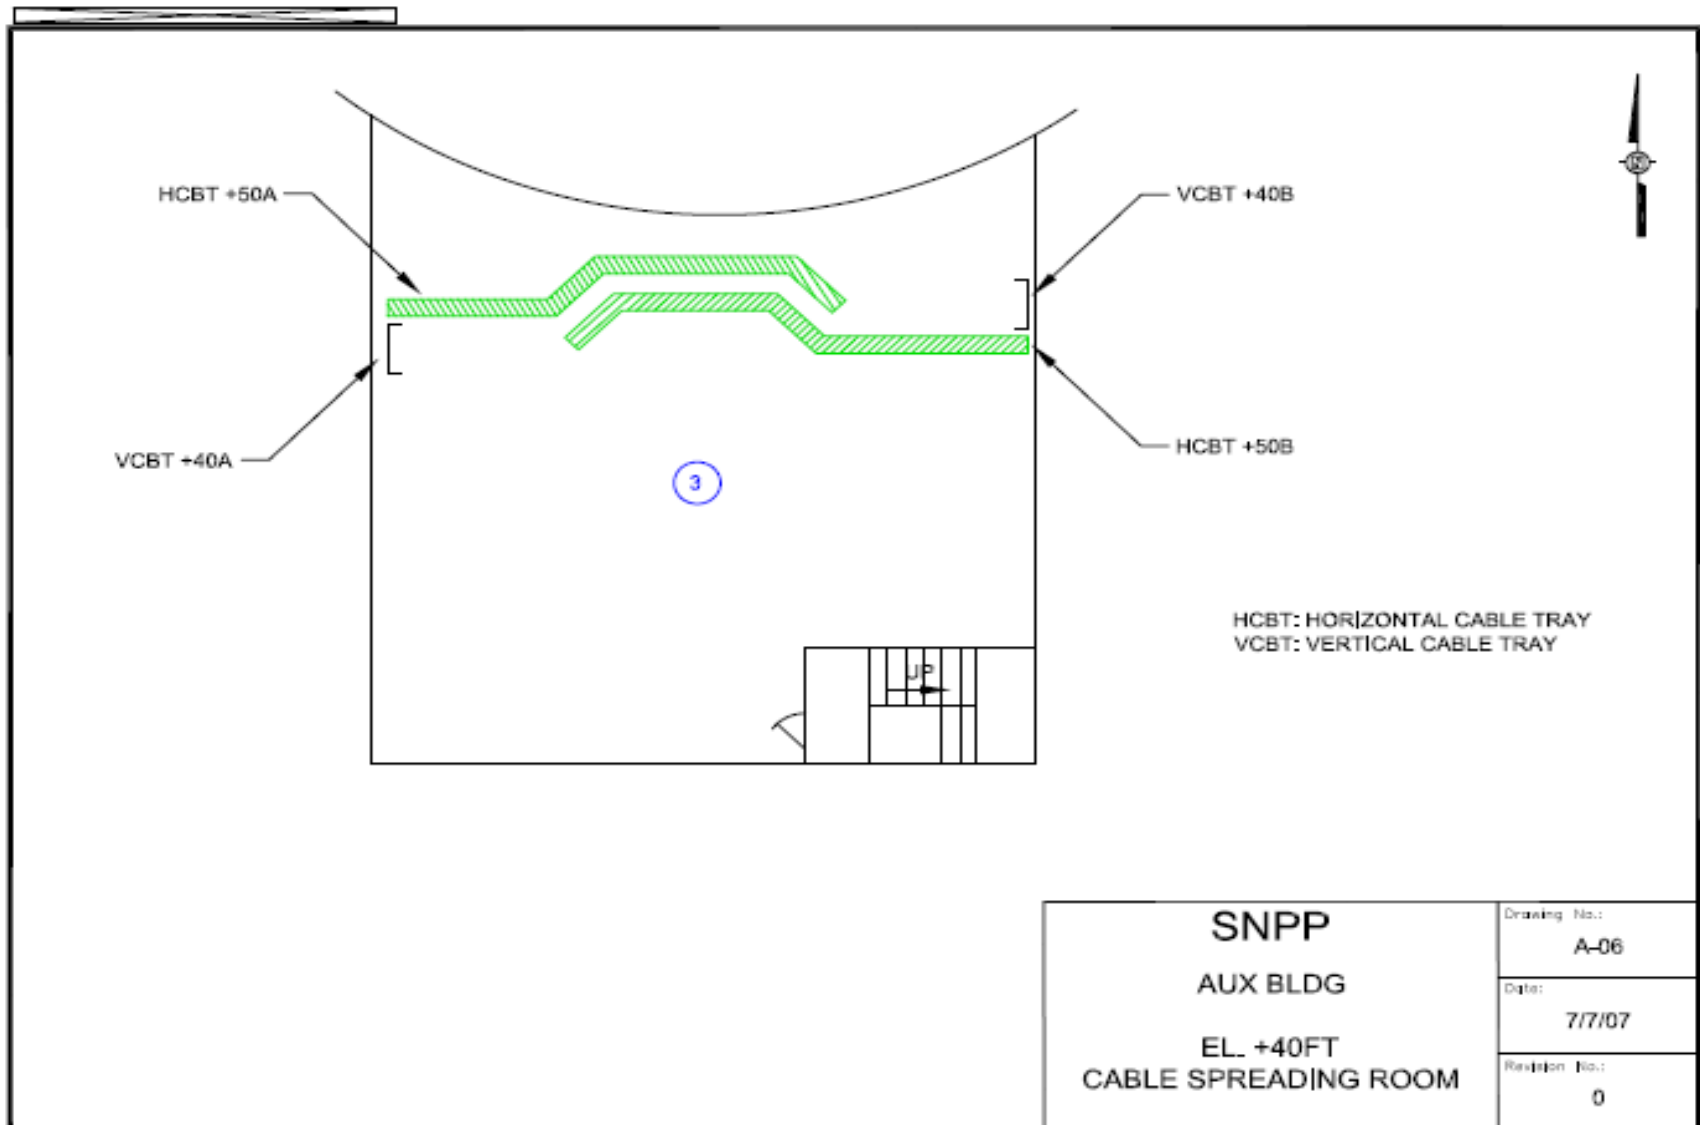 HCBT +50A
VCBT +40B
VCBT +40A
HCBT +50B
3
HCBT: HORIZONTAL CABLE TRAY
VCBT: VERTICAL CABLE TRAY
UP
SNPP
AUX BLDG
EL. +40FT
CABLE SPREADING ROOM
Drawing No.:
A-06
Date:
7/7/07
Revision No.:
0